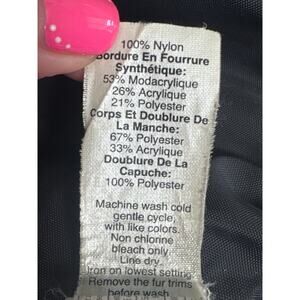 100% Nylon
Bordure En Fourrure
Synthétique:
53% Modacrylique
26% Acrylique
21% Polyester
Corps Et Doublure De
La Manche:
67% Polyester
33% Acrylique
Doublure De La
Capuche:
100% Polyester
Machine wash cold
gentle cycle,
with like colors.
Non chlorine
bleach only
Line dry.
Iron on lowest setting
Remove the fur trims
before wash